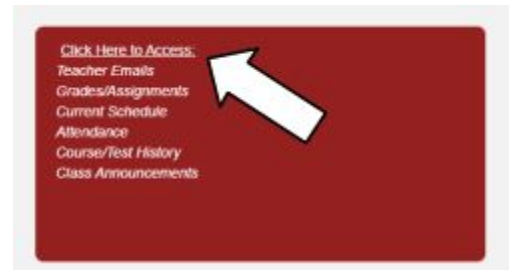 Click Here to Access:
Teacher Emails
Grades/Assignments
Current Schedule
Attendance
Course/Test History
Class Announcements